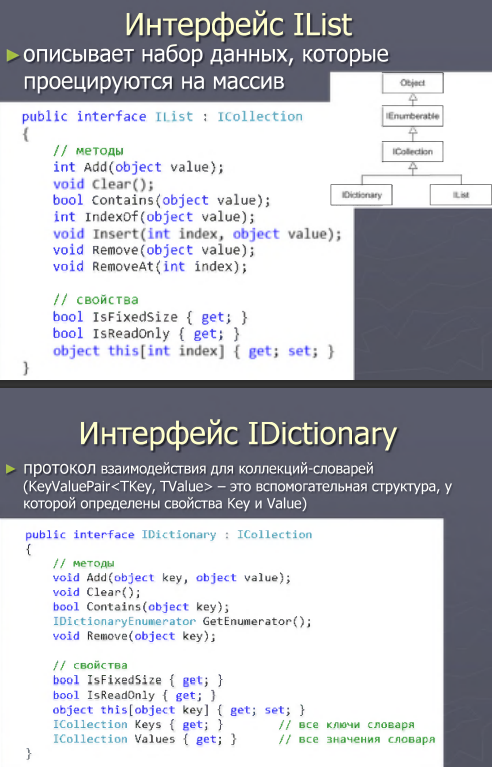 Интерфейс IList
описывает набор данных, которые
проецируются на массив
Object
IEnumberable
ICollection
IDictionary
IList
public interface IList : ICollection
{
// методы
int Add(object value);
void Clear();
bool Contains(object value);
int IndexOf(object value);
void Insert(int index, object value);
void Remove(object value);
void RemoveAt(int index);
// свойства
bool IsFixedSize { get; }
bool IsReadOnly { get; }
object this[int index] { get; set; }
}
Интерфейс IDictionary
протокол взаимодействия для коллекций-словарей
(KeyValuePair<TKey, TValue> – это вспомогательная структура, у
которой определены свойства Key и Value)
public interface IDictionary : ICollection
{
// методы
void Add(object key, object value);
void Clear();
bool Contains(object key);
IDictionaryEnumerator GetEnumerator();
void Remove(object key);
// свойства
bool IsFixedSize { get; }
bool IsReadOnly { get; }
object this[object key] { get; set; }
ICollection Keys { get; } // все ключи словаря
ICollection Values { get; } // все значения словаря
}